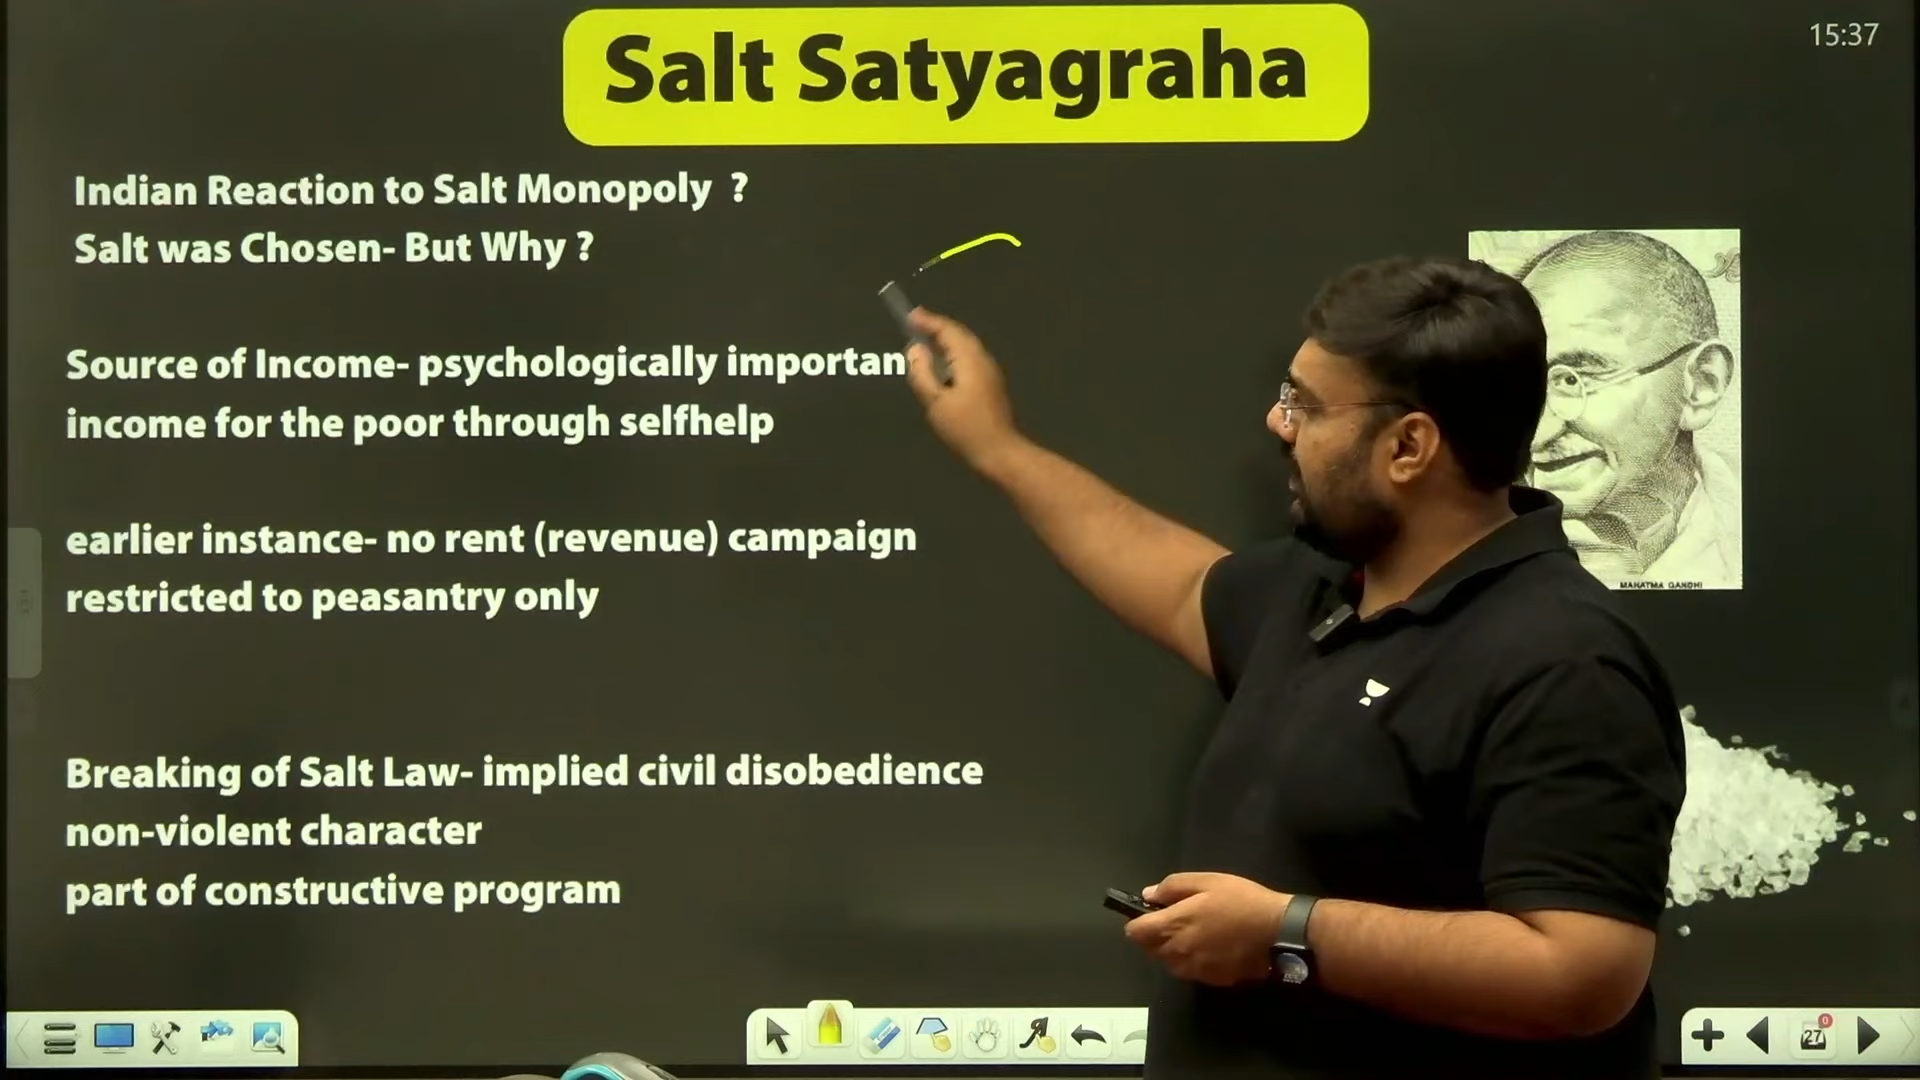 Salt Satyagraha
15:37
Indian Reaction to Salt Monopoly ?
Salt was Chosen- But Why ?
Source of Income- psychologically importan
income for the poor through selfhelp
earlier instance- no rent (revenue) campaign
restricted to peasantry only
MAHATMA GANDHI
Breaking of Salt Law- implied civil disobedience
non-violent character
part of constructive program
0
27